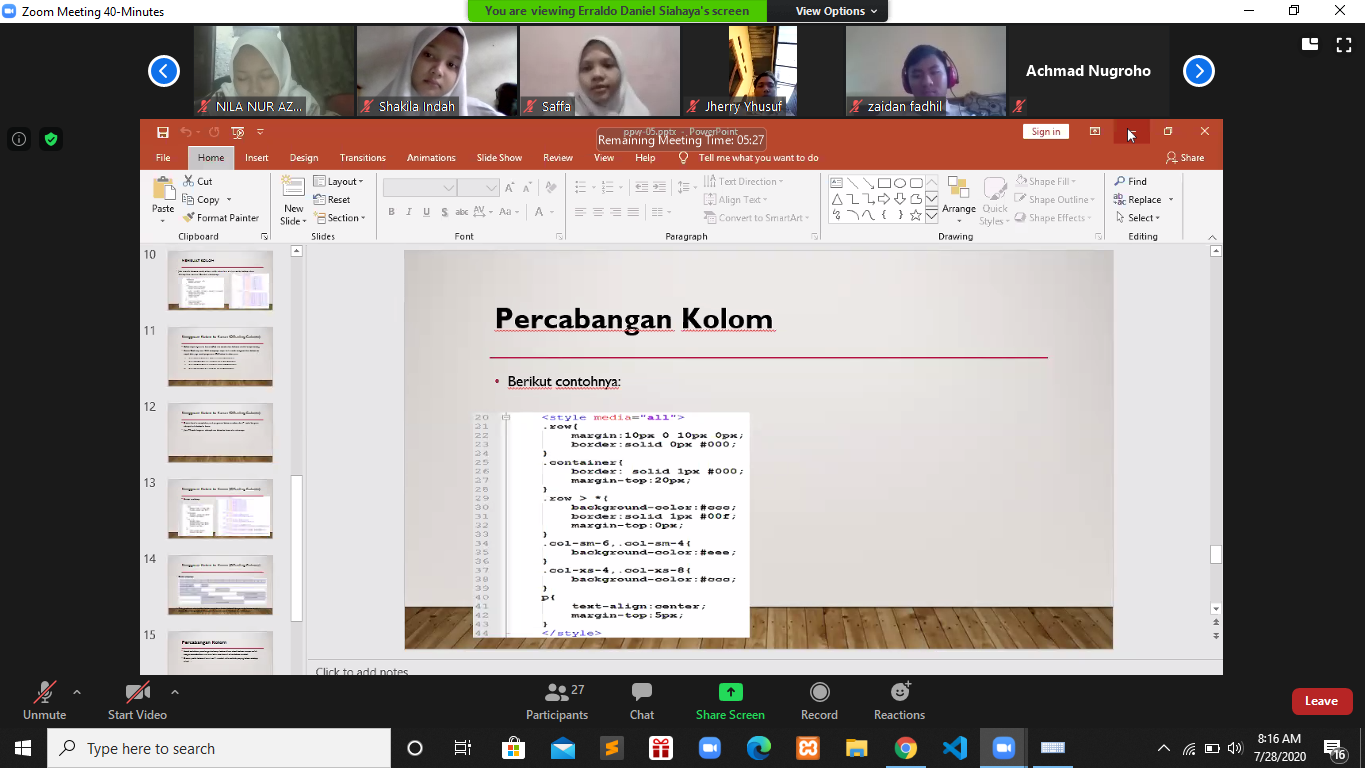 Zoom Meeting 40-Minutes
You are viewing Erraldo Daniel Siahaya's screen
View Options
NILA NUR AZ...
Shakila Indah
Saffa
Jherry Yhusuf
zaidan fadhil
Achmad Nugroho
ppw-05.pptx - PowerPoint
Remaining Meeting Time: 05:27
Sign in
File
Home
Insert
Design
Transitions
Animations
Slide Show
Review
View
Help
Tell me what you want to do
Share
Paste
Cut
Copy
Format Painter
Clipboard
New
Slide
Layout
Reset
Section
Slides
Font
Text Direction
Align Text
Convert to SmartArt
Paragraph
Arrange
Quick
Styles
Shape Fill
Shape Outline
Shape Effects
Drawing
Find
Replace
Select
Editing
10
11
12
13
14
15
Percabangan Kolom
Percabangan Kolom
• Berikut contohnya:
20 <style media="all">
21 .row{
22 margin:10px 0 10px 0px;
23 border:solid 0px #000;
24 }
25 .container{
26 border: solid 1px #000;
27 margin-top:20px;
28 }
29 .row > *{
30 background-color:#ccc;
31 border:solid 1px #00f;
32 margin-top:0px;
33 }
34 .col-sm-6,.col-sm-4{
35 background-color:#eee;
36 }
37 .col-xs-4,.col-xs-8{
38 background-color:#ccc;
39 }
40 p{
41 text-align:center;
42 margin-top:5px;
43 }
44 </style>
Click to add notes
Unmute
Start Video
27
Participants
Chat
Share Screen
Record
Reactions
Leave
Type here to search
8:16 AM
7/28/2020
16